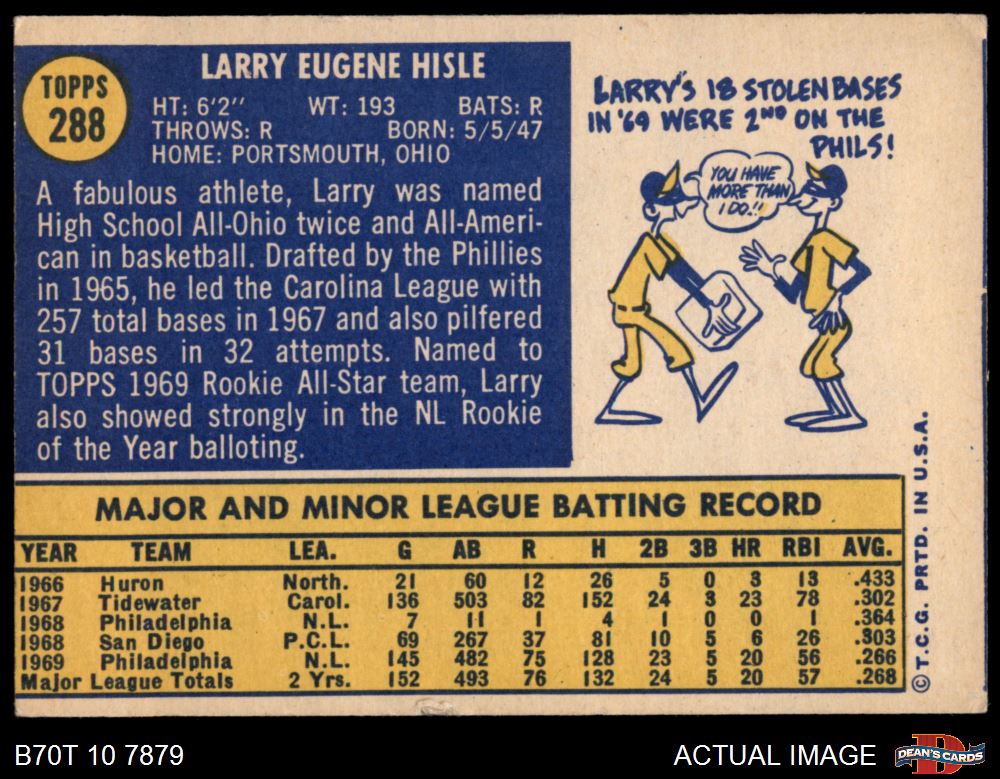 TOPPS
288
LARRY EUGENE HISLE
HT: 6'2" WT: 193 BATS: R
THROWS: R BORN: 5/5/47
HOME: PORTSMOUTH, OHIO
A fabulous athlete, Larry was named
High School All-Ohio twice and All-Ameri-
can in basketball. Drafted by the Phillies
in 1965, he led the Carolina League with
257 total bases in 1967 and also pilfered
31 bases in 32 attempts. Named to
TOPPS 1969 Rookie All-Star team, Larry
also showed strongly in the NL Rookie
of the Year balloting.
LARRY'S 18 STOLEN BASES
IN '69 WERE 2ND ON THE
PHILS!
YOU HAVE
MORE THAN
I DO.!!
MAJOR AND MINOR LEAGUE BATTING RECORD
YEAR TEAM LEA. G AB R H 2B 3B HR RBI AVG.
1966 Huron North. 21 60 12 26 5 0 3 13 .433
1967 Tidewater Carol. 136 503 82 152 24 3 23 78 .302
1968 Philadelphia N.L. 7 11 1 4 1 0 0 1 .364
1968 San Diego P.C.L. 69 267 37 81 10 5 6 26 .303
1969 Philadelphia N.L. 145 482 75 128 23 5 20 56 .266
Major League Totals 2 Yrs. 152 493 76 132 24 5 20 57 .268
© T.C.G. PRTD. IN U.S.A.
B70T 10 7879
ACTUAL IMAGE
DEAN'S CARDS